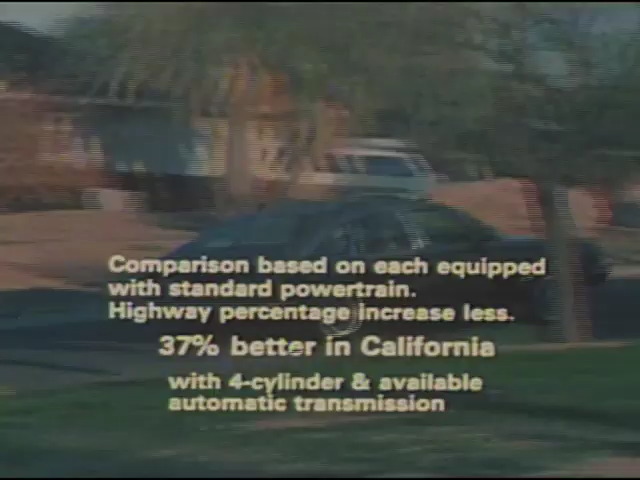 Comparison based on each equipped
with standard powertrain.
Highway percentage increase less.
37% better in California
with 4-cylinder & available
automatic transmission